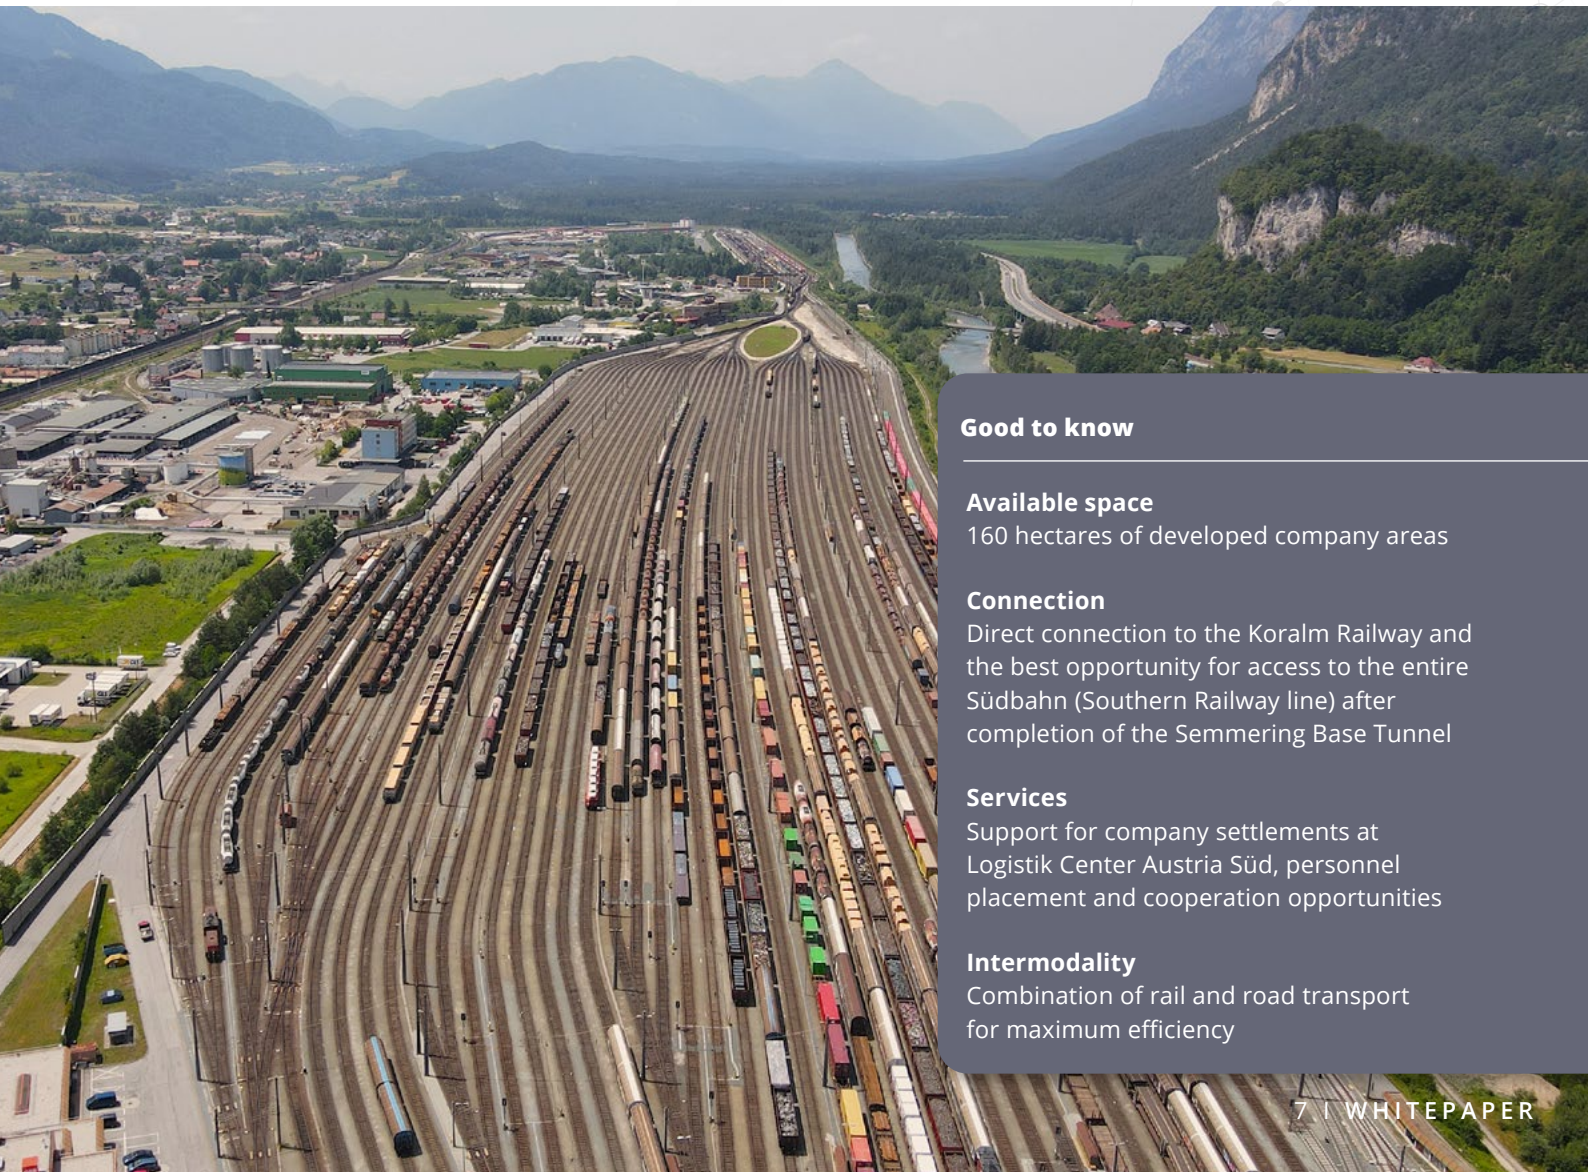 Good to know
Available space
160 hectares of developed company areas
Connection
Direct connection to the Koralm Railway and
the best opportunity for access to the entire
Südbahn (Southern Railway line) after
completion of the Semmering Base Tunnel
Services
Support for company settlements at
Logistik Center Austria Süd, personnel
placement and cooperation opportunities
Intermodality
Combination of rail and road transport
for maximum efficiency
7 | WHITEPAPER